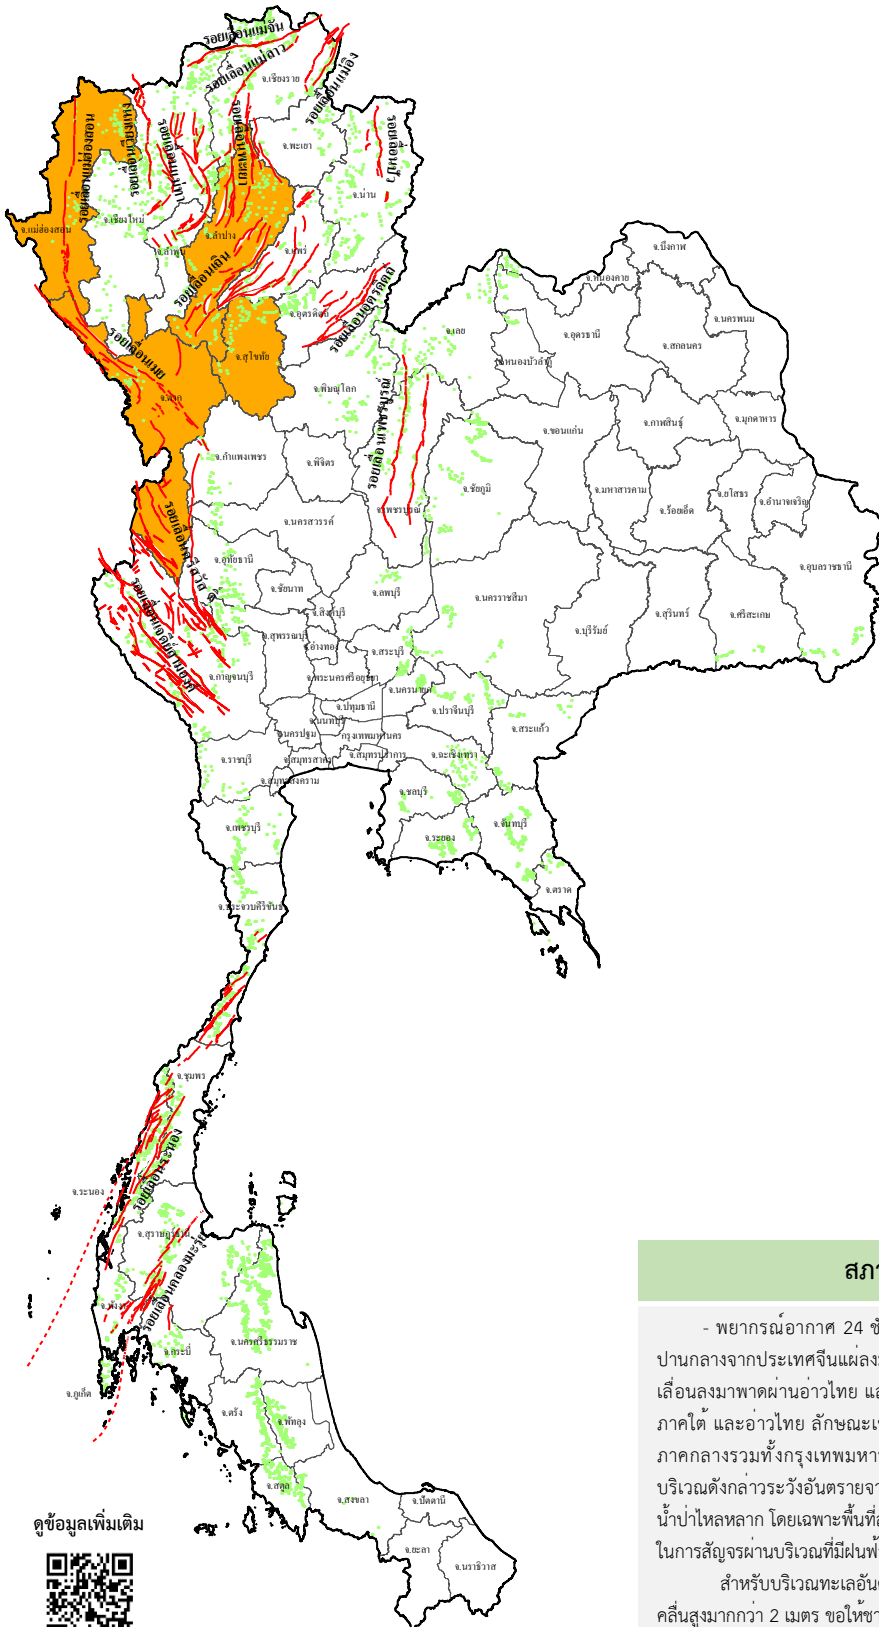 รอยเลื่อนแม่จัน
รอยเลื่อนแม่ลาว
จ.เชียงราย
รอยเลื่อนแม่อิง
รอยเลื่อนแม่ฮ่องสอน
รอยเลื่อนแม่ทา
รอยเลื่อนพะเยา
จ.พะเยา
รอยเลื่อนปัว
จ.น่าน
จ.แม่ฮ่องสอน
จ.เชียงใหม่
จ.ลำปาง
จ.ลำพูน
จ.แพร่
รอยเลื่อนเถิน
จ.อุตรดิตถ์
รอยเลื่อนอุตรดิตถ์
จ.บึงกาฬ
จ.หนองคาย
จ.นครพนม
จ.เลย
จ.อุดรธานี
จ.สกลนคร
จ.หนองบัวลำภู
รอยเลื่อนเมย
จ.สุโขทัย
จ.ตาก
จ.พิษณุโลก
รอยเลื่อนเพชรบูรณ์
จ.ขอนแก่น
จ.กาฬสินธุ์
จ.มุกดาหาร
จ.กำแพงเพชร
จ.พิจิตร
จ.ชัยภูมิ
จ.มหาสารคาม
จ.ยโสธร
จ.อำนาจเจริญ
จ.เพชรบูรณ์
จ.ร้อยเอ็ด
จ.นครสวรรค์
รอยเลื่อนศรีสวัสดิ์
จ.อุทัยธานี
จ.อุบลราชธานี
จ.ชัยนาท
จ.ลพบุรี
จ.นครราชสีมา
จ.สิงห์บุรี
จ.สุรินทร์
จ.ศรีสะเกษ
จ.บุรีรัมย์
รอยเลื่อนเจดีย์สามองค์
จ.สุพรรณบุรี
จ.อ่างทอง
จ.สระบุรี
จ.กาญจนบุรี
จ.พระนครศรีอยุธยา
จ.นครนายก
จ.ปทุมธานี
จ.ปราจีนบุรี
จ.นนทบุรี
จ.สระแก้ว
จ.นครปฐม
กรุงเทพมหานคร
จ.ราชบุรี
จ.สมุทรสาคร
จ.สมุทรปราการ
จ.ฉะเชิงเทรา
จ.สมุทรสงคราม
จ.ชลบุรี
จ.เพชรบุรี
จ.ระยอง
จ.จันทบุรี
จ.ตราด
จ.ประจวบคีรีขันธ์
จ.ชุมพร
รอยเลื่อนระนอง
จ.ระนอง
จ.สุราษฎร์ธานี
รอยเลื่อนคลองมะรุ่ย
จ.พังงา
จ.นครศรีธรรมราช
จ.กระบี่
จ.ภูเก็ต
จ.ตรัง
จ.พัทลุง
จ.สตูล
จ.สงขลา
จ.ปัตตานี
จ.ยะลา
จ.นราธิวาส
ดูข้อมูลเพิ่มเติม
- พยากรณ์อากาศ 24
ปานกลางจากประเทศจีนแผ่ลง
เลื่อนลงมาพาดผ่านอ่าวไทย
ภาคใต้ และอ่าวไทย
ภาคกลางรวมทั้งกรุงเทพมหา
บริเวณดังกล่าวระวังอันตราย
น้ำป่าไหลหลาก โดยเฉพาะพื้นที่
ในการสัญจรผ่านบริเวณที่มีฝน
สำหรับบริเวณทะเลอัน
คลื่นสูงมากกว่า 2 เมตร ขอให้